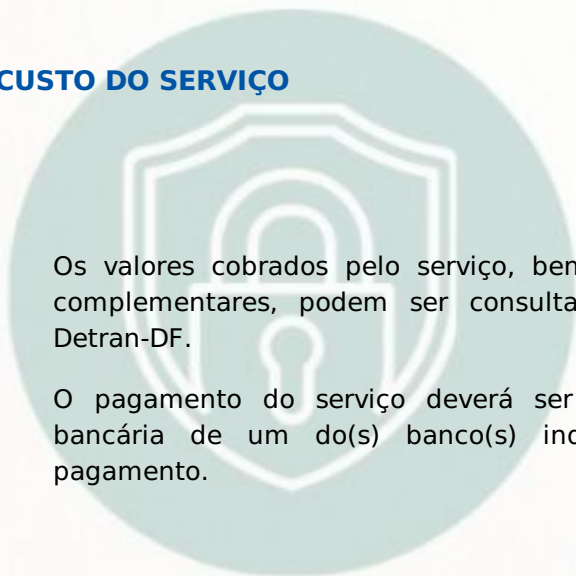 CUSTO DO SERVIÇO
Os valores cobrados pelo serviço, bem
complementares, podem ser consulta
Detran-DF.
O pagamento do serviço deverá ser
bancária de um do(s) banco(s) ind
pagamento.